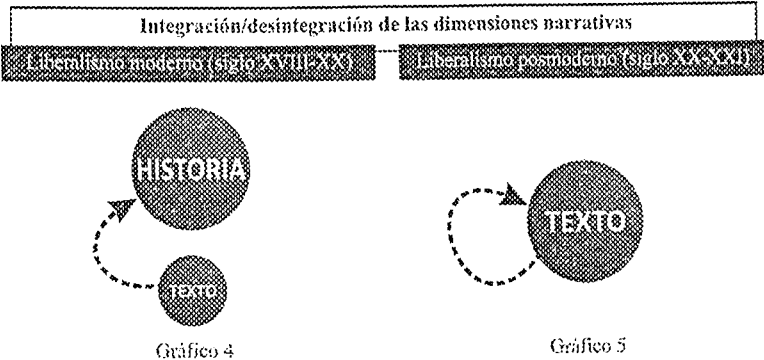 Integración/desintegración de las dimensiones narrativas
Liberalismo moderno (siglo XVIII-XX)
Liberalismo posmoderno (siglo XX-XXI)
HISTORIA
TEXTO
TEXTO
Gráfico 4
Gráfico 5